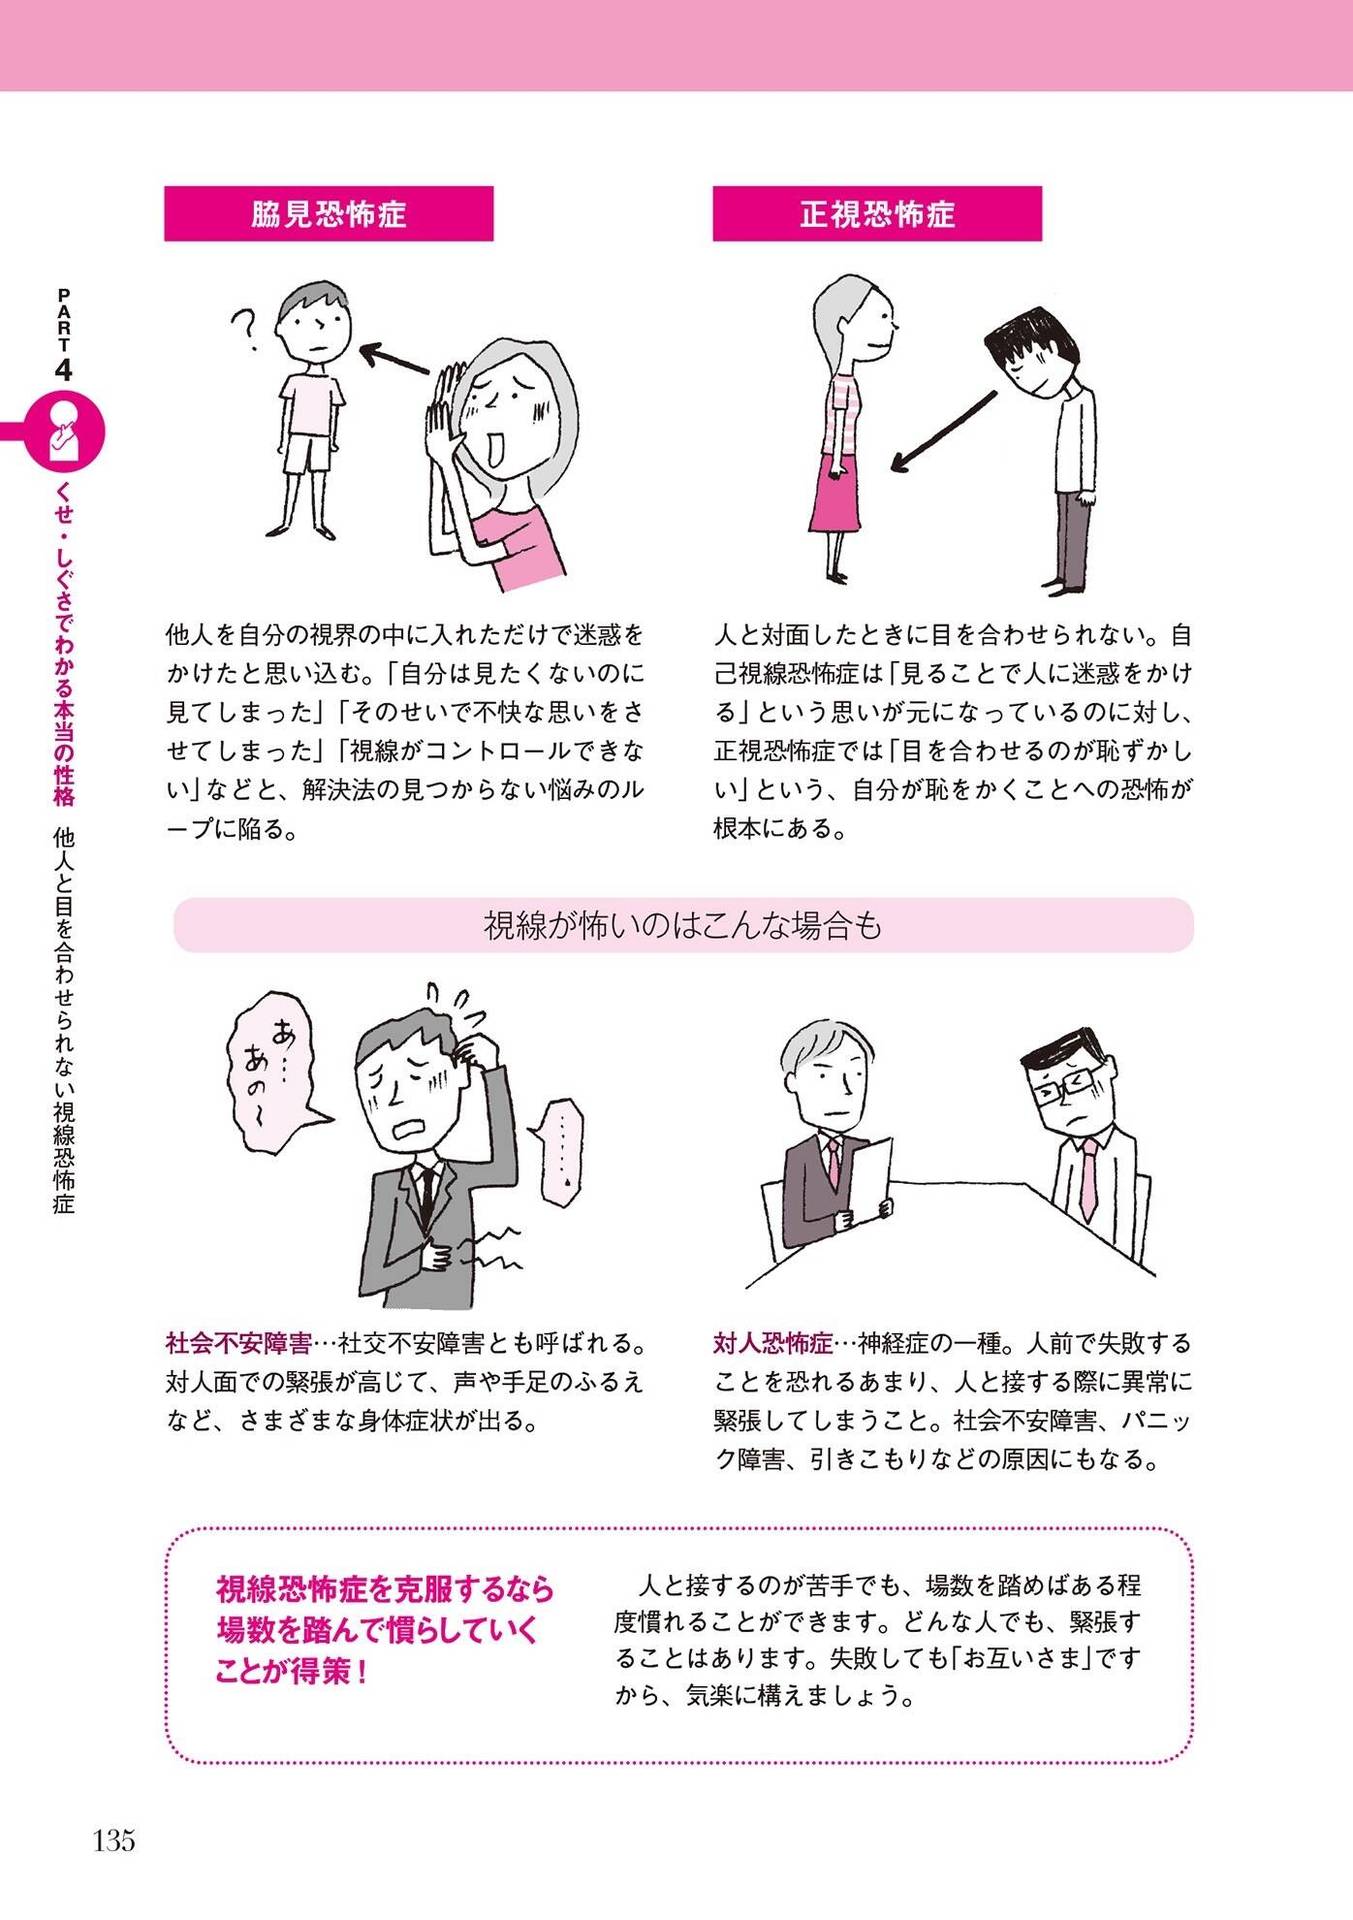 脇見恐怖症
?
他人を自分の視界の中に入れただけで迷惑を
かけたと思い込む。「自分は見たくないのに
見てしまった」「そのせいで不快な思いをさ
せてしまった」「視線がコントロールできな
い」などと、解決法の見つからない悩みのル
ープに陥る。
正視恐怖症
人と対面したときに目を合わせられない。自
己視線恐怖症は「見ることで人に迷惑をかけ
る」という思いが元になっているのに対し、
正視恐怖症では「目を合わせるのが恥ずかし
い」という、自分が恥をかくことへの恐怖が
根本にある。
視線が怖いのはこんな場合も
あ…
あの〜
……。
社会不安障害…社交不安障害とも呼ばれる。
対人面での緊張が高じて、声や手足のふるえ
など、さまざまな身体症状が出る。
対人恐怖症…神経症の一種。人前で失敗する
ことを恐れるあまり、人と接する際に異常に
緊張してしまうこと。社会不安障害、パニッ
ク障害、引きこもりなどの原因にもなる。
視線恐怖症を克服するなら
場数を踏んで慣らしていく
ことが得策！
人と接するのが苦手でも、場数を踏めばある程
度慣れることができます。どんな人でも、緊張す
ることはあります。失敗しても「お互いさま」です
から、気楽に構えましょう。
PART4
くせ・しぐさでわかる本当の性格 他人と目を合わせられない視線恐怖症
135